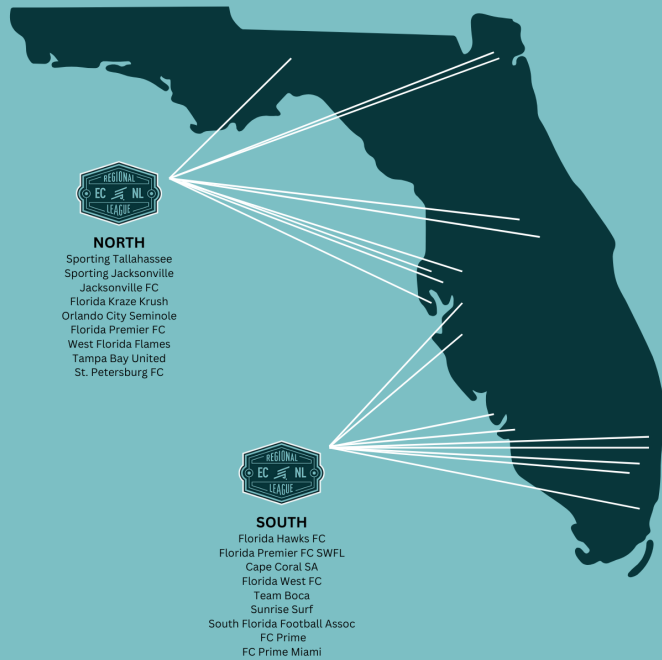 REGIONAL
EC NL
LEAGUE
NORTH
Sporting Tallahassee
Sporting Jacksonville
Jacksonville FC
Florida Kraze Krush
Orlando City Seminole
Florida Premier FC
West Florida Flames
Tampa Bay United
St. Petersburg FC
REGIONAL
EC NL
LEAGUE
SOUTH
Florida Hawks FC
Florida Premier FC SWFL
Cape Coral SA
Florida West FC
Team Boca
Sunrise Surf
South Florida Football Assoc
FC Prime
FC Prime Miami